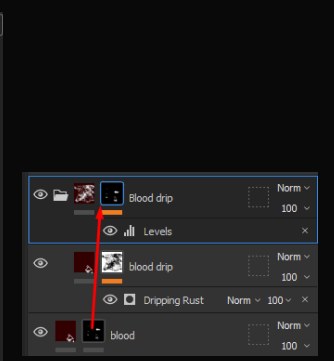 Norm
Blood drip
100
Levels ×
Norm
blood drip
100
Dripping Rust Norm 100 ×
Norm
blood
100